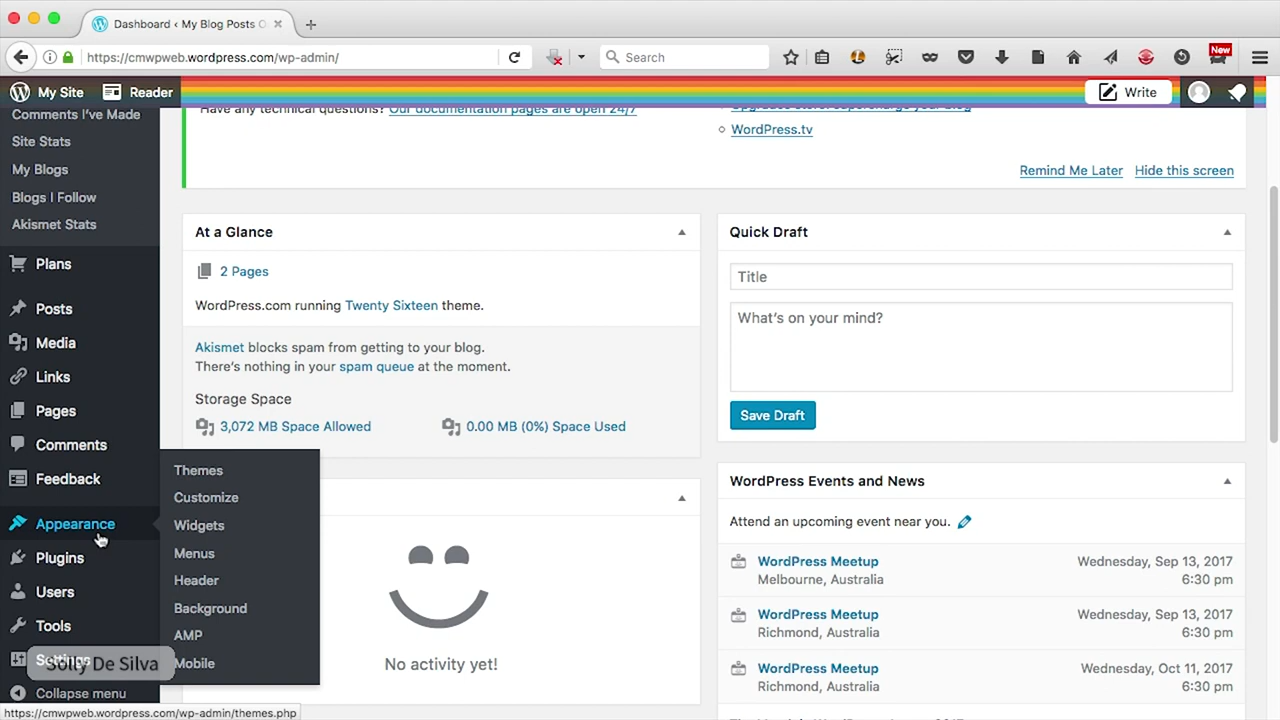 Dashboard ‹ My Blog Posts O
https://cmwpweb.wordpress.com/wp-admin/
Search
New
My Site
Reader
Write
Comments I've Made
Site Stats
My Blogs
Blogs I Follow
Akismet Stats
Plans
Posts
Media
Links
Pages
Comments
Feedback
Appearance
Plugins
Users
Tools
Settings
Solly De Silva
Collapse menu
Themes
Customize
Widgets
Menus
Header
Background
AMP
Mobile
Have any technical questions? Our documentation pages are open 24/7
WordPress.tv
Remind Me Later Hide this screen
At a Glance
2 Pages
WordPress.com running Twenty Sixteen theme.
Akismet blocks spam from getting to your blog.
There's nothing in your spam queue at the moment.
Storage Space
3,072 MB Space Allowed
0.00 MB (0%) Space Used
No activity yet!
Quick Draft
Title
What's on your mind?
Save Draft
WordPress Events and News
Attend an upcoming event near you.
WordPress Meetup
Melbourne, Australia
Wednesday, Sep 13, 2017
6:30 pm
WordPress Meetup
Richmond, Australia
Wednesday, Sep 13, 2017
6:30 pm
WordPress Meetup
Richmond, Australia
Wednesday, Oct 11, 2017
6:30 pm
https://cmwpweb.wordpress.com/wp-admin/themes.php